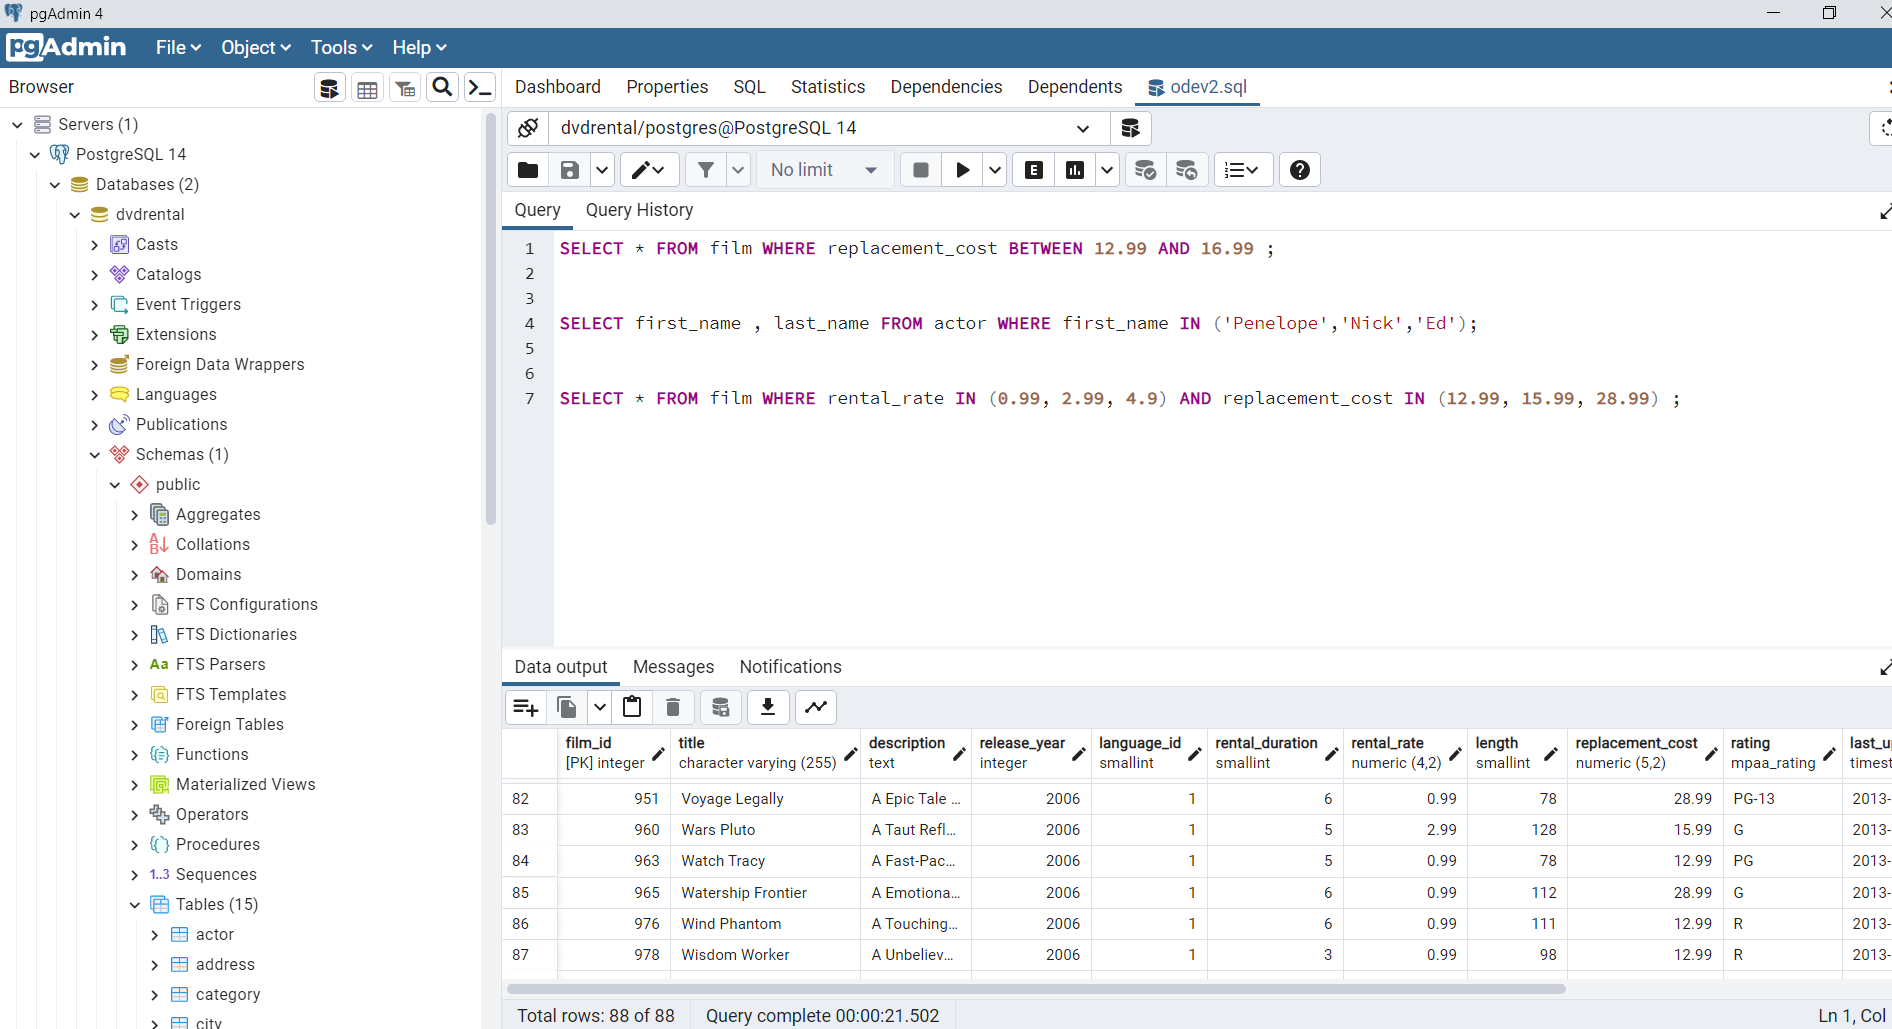 pgAdmin 4
pgAdmin File Object Tools Help
Browser
Dashboard Properties SQL Statistics Dependencies Dependents odev2.sql
Servers (1)
PostgreSQL 14
Databases (2)
dvdrental
Casts
Catalogs
Event Triggers
Extensions
Foreign Data Wrappers
Languages
Publications
Schemas (1)
public
Aggregates
Collations
Domains
FTS Configurations
FTS Dictionaries
Aa FTS Parsers
FTS Templates
Foreign Tables
Functions
Materialized Views
Operators
Procedures
1..3 Sequences
Tables (15)
actor
address
category
city
dvdrental/postgres@PostgreSQL 14
No limit E
Query Query History
1 SELECT * FROM film WHERE replacement_cost BETWEEN 12.99 AND 16.99 ;
2
3
4 SELECT first_name , last_name FROM actor WHERE first_name IN ('Penelope','Nick','Ed');
5
6
7 SELECT * FROM film WHERE rental_rate IN (0.99, 2.99, 4.9) AND replacement_cost IN (12.99, 15.99, 28.99) ;
Data output Messages Notifications
film_id title description release_year language_id rental_duration rental_rate length replacement_cost rating last_u
[PK] integer character varying (255) text integer smallint smallint numeric (4,2) smallint numeric (5,2) mpaa_rating timest
82 951 Voyage Legally A Epic Tale ... 2006 1 6 0.99 78 28.99 PG-13 2013-
83 960 Wars Pluto A Taut Refl... 2006 1 5 2.99 128 15.99 G 2013-
84 963 Watch Tracy A Fast-Pac... 2006 1 5 0.99 78 12.99 PG 2013-
85 965 Watership Frontier A Emotiona... 2006 1 6 0.99 112 28.99 G 2013-
86 976 Wind Phantom A Touching... 2006 1 6 0.99 111 12.99 R 2013-
87 978 Wisdom Worker A Unbeliev... 2006 1 3 0.99 98 12.99 R 2013-
Total rows: 88 of 88 Query complete 00:00:21.502 Ln 1, Col